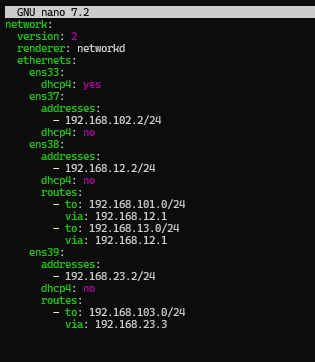 GNU nano 7.2
network:
  version: 2
  renderer: networkd
  ethernets:
    ens33:
      dhcp4: yes
    ens37:
      addresses:
        - 192.168.102.2/24
      dhcp4: no
    ens38:
      addresses:
        - 192.168.12.2/24
      dhcp4: no
      routes:
        - to: 192.168.101.0/24
          via: 192.168.12.1
        - to: 192.168.13.0/24
          via: 192.168.12.1
    ens39:
      addresses:
        - 192.168.23.2/24
      dhcp4: no
      routes:
        - to: 192.168.103.0/24
          via: 192.168.23.3